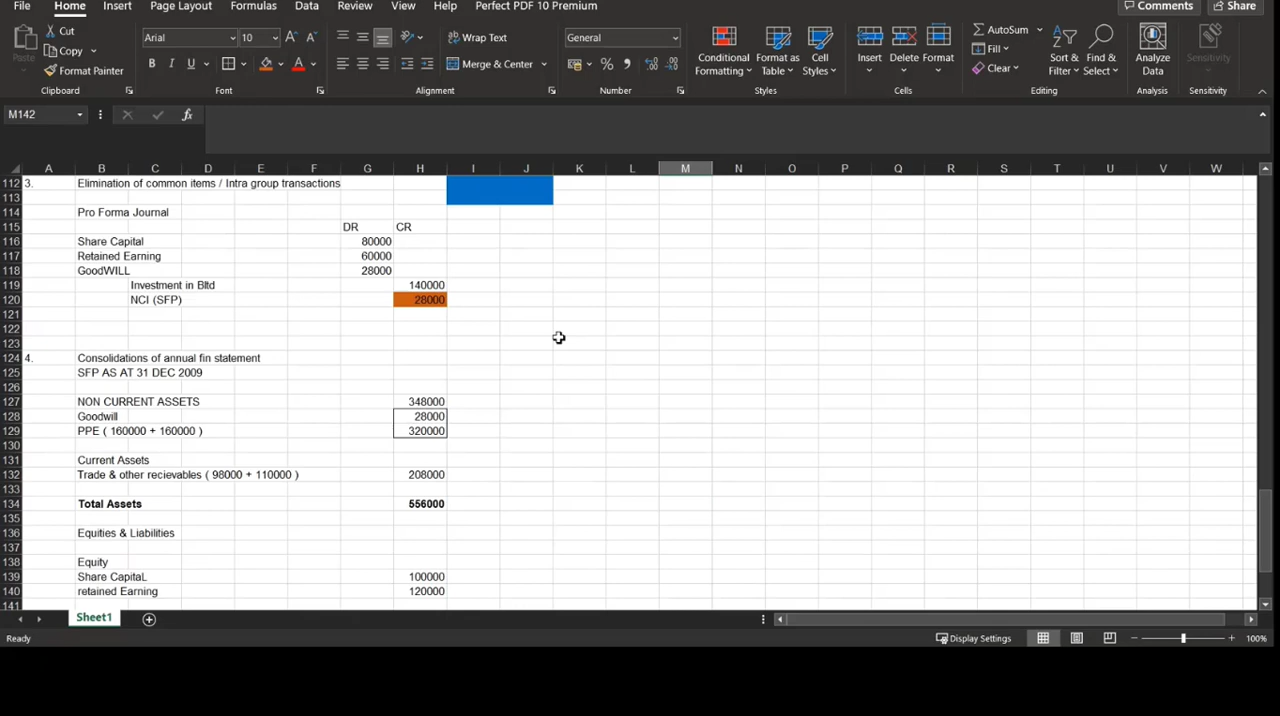 File Home Insert Page Layout Formulas Data Review View Help Perfect PDF 10 Premium Comments Share
Paste Cut Copy Format Painter Clipboard
Arial 10 A A B I U A Font
Wrap Text Merge & Center Alignment
General % , Number
Conditional Formatting Format as Table Cell Styles Styles
Insert Delete Format Cells
AutoSum Fill Clear Sort & Filter Find & Select Editing
Analyze Data Analysis
Sensitivity Sensitivity
M142 fx
A B C D E F G H I J K L M N O P Q R S T U V W
112 3. Elimination of common items / Intra group transactions
113
114 Pro Forma Journal
115 DR CR
116 Share Capital 80000
117 Retained Earning 60000
118 GoodWILL 28000
119 Investment in Bltd 140000
120 NCI (SFP) 28000
121
122
123
124 4. Consolidations of annual fin statement
125 SFP AS AT 31 DEC 2009
126
127 NON CURRENT ASSETS 348000
128 Goodwill 28000
129 PPE ( 160000 + 160000 ) 320000
130
131 Current Assets
132 Trade & other recievables ( 98000 + 110000 ) 208000
133
134 Total Assets 556000
135
136 Equities & Liabilities
137
138 Equity
139 Share CapitaL 100000
140 retained Earning 120000
141
Sheet1
Ready Display Settings 100%